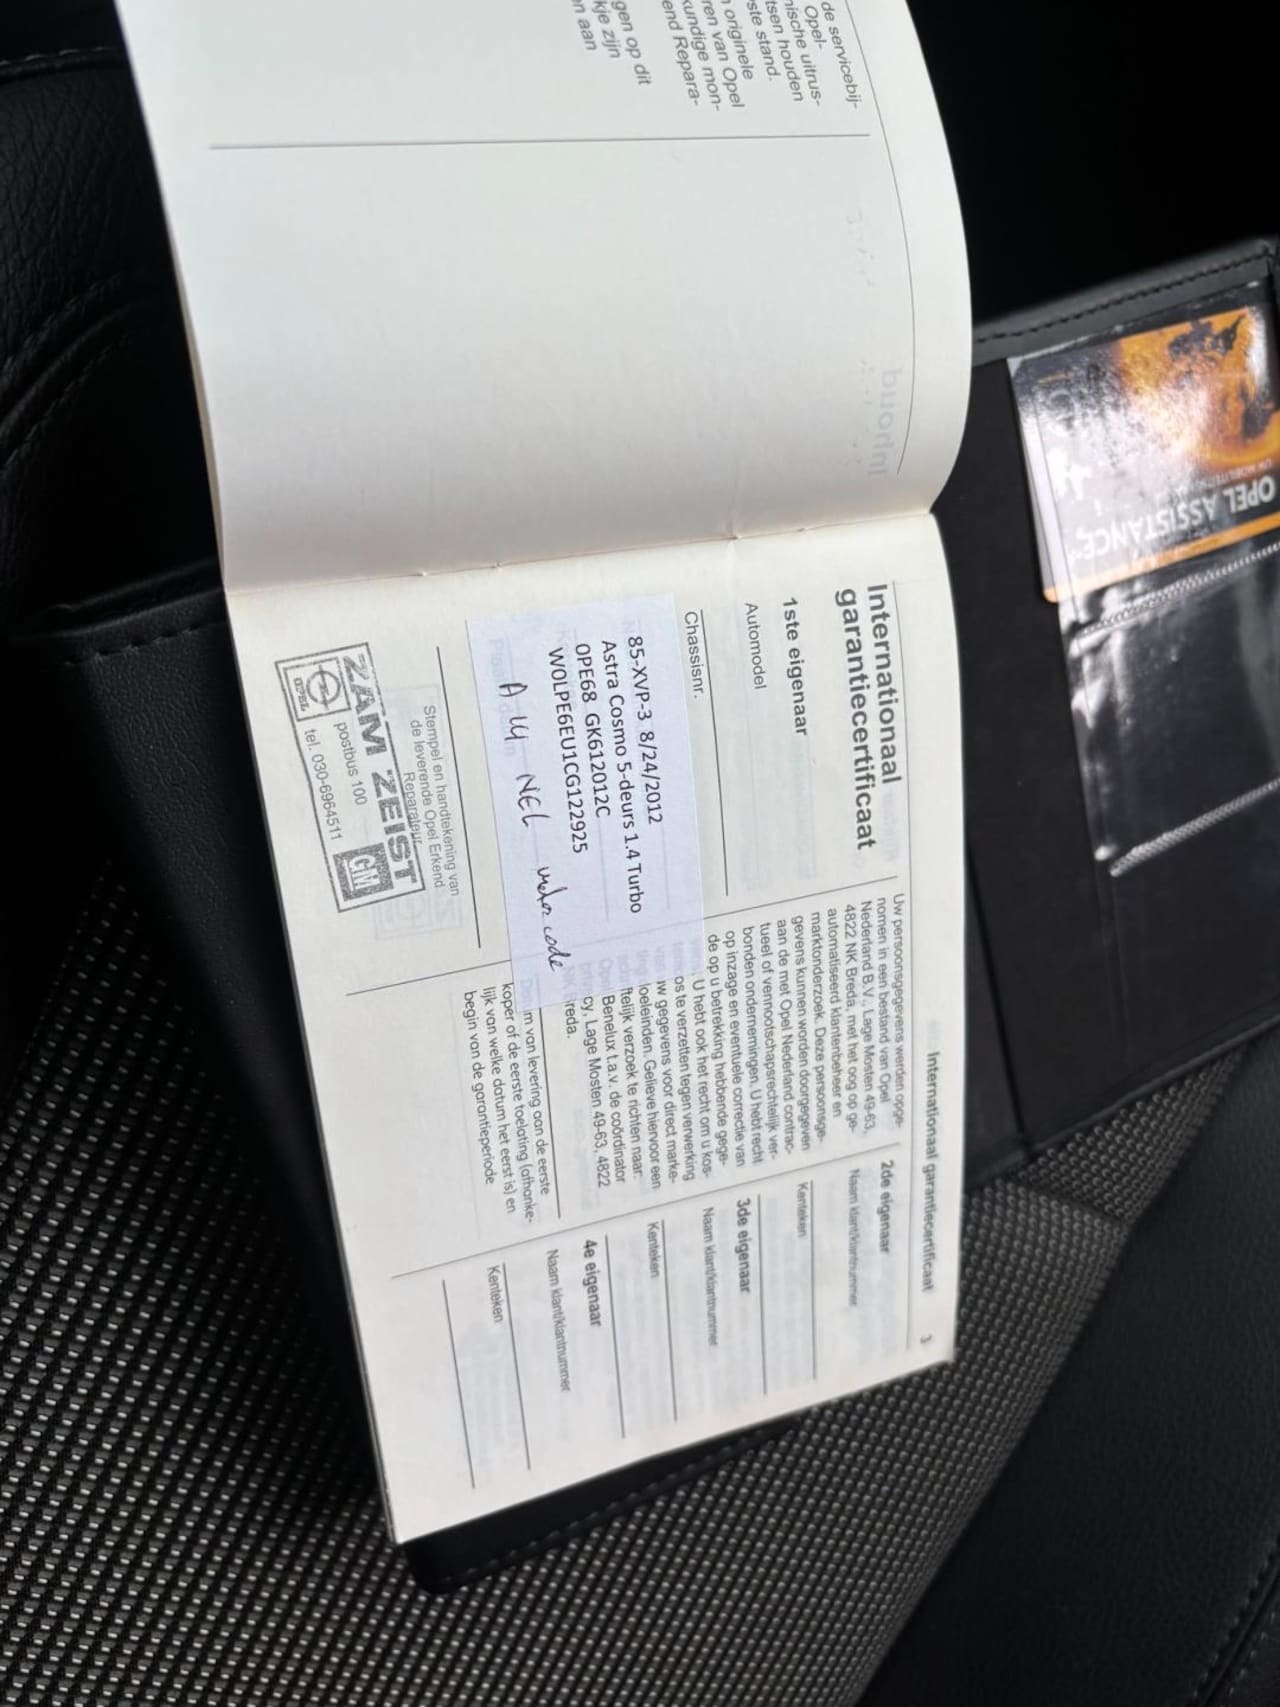 de servicebij-
Opel-
nische uitrus-
tsen houden
ste stand.
originele
ren van Opel
kundige mon-
end Repara-
gen op dit
kje zijn
n aan
OPEL ASSISTANCE
Internationaal garantiecertificaat 3
Internationaal
garantiecertificaat
1ste eigenaar
Automodel
Chassisnr.
85-XVP-3 8/24/2012
Astra Cosmo 5-deurs 1.4 Turbo
OPE68 GK612012C
WOLPE6EU1CG122925
A 14 NEL code
Stempel en handtekening van
de leverende Opel Erkend
Reparateur
ZAM ZEIST
OPEL
postbus 100
tel. 030-6964511
GM
Uw persoonsgegevens werden opge-
nomen in een bestand van Opel
Nederland B.V., Lage Mosten 49-63,
4822 NK Breda, met het oog op ge-
automatiseerd klantenbeheer en
marktonderzoek. Deze persoonsge-
gevens kunnen worden doorgegeven
aan de met Opel Nederland contrac-
tueel of vennootschapsrechtelijk ver-
bonden ondernemingen. U hebt recht
op inzage en eventuele correctie van
de op u betrekking hebbende gege-
U hebt ook het recht om u kos-
os te verzetten tegen verwerking
uw gegevens voor direct marke-
loeleinden. Gelieve hiervoor een
ftelijk verzoek te richten naar:
Benelux t.a.v. de coördinator
cy, Lage Mosten 49-63, 4822
reda.
van levering aan de eerste
koper of de eerste toelating (afhanke-
lijk van welke datum het eerst is) en
begin van de garantieperiode
2de eigenaar
Naam klant/klantnummer
Kenteken
3de eigenaar
Naam klant/klantnummer
Kenteken
4e eigenaar
Naam klant/klantnummer
Kenteken